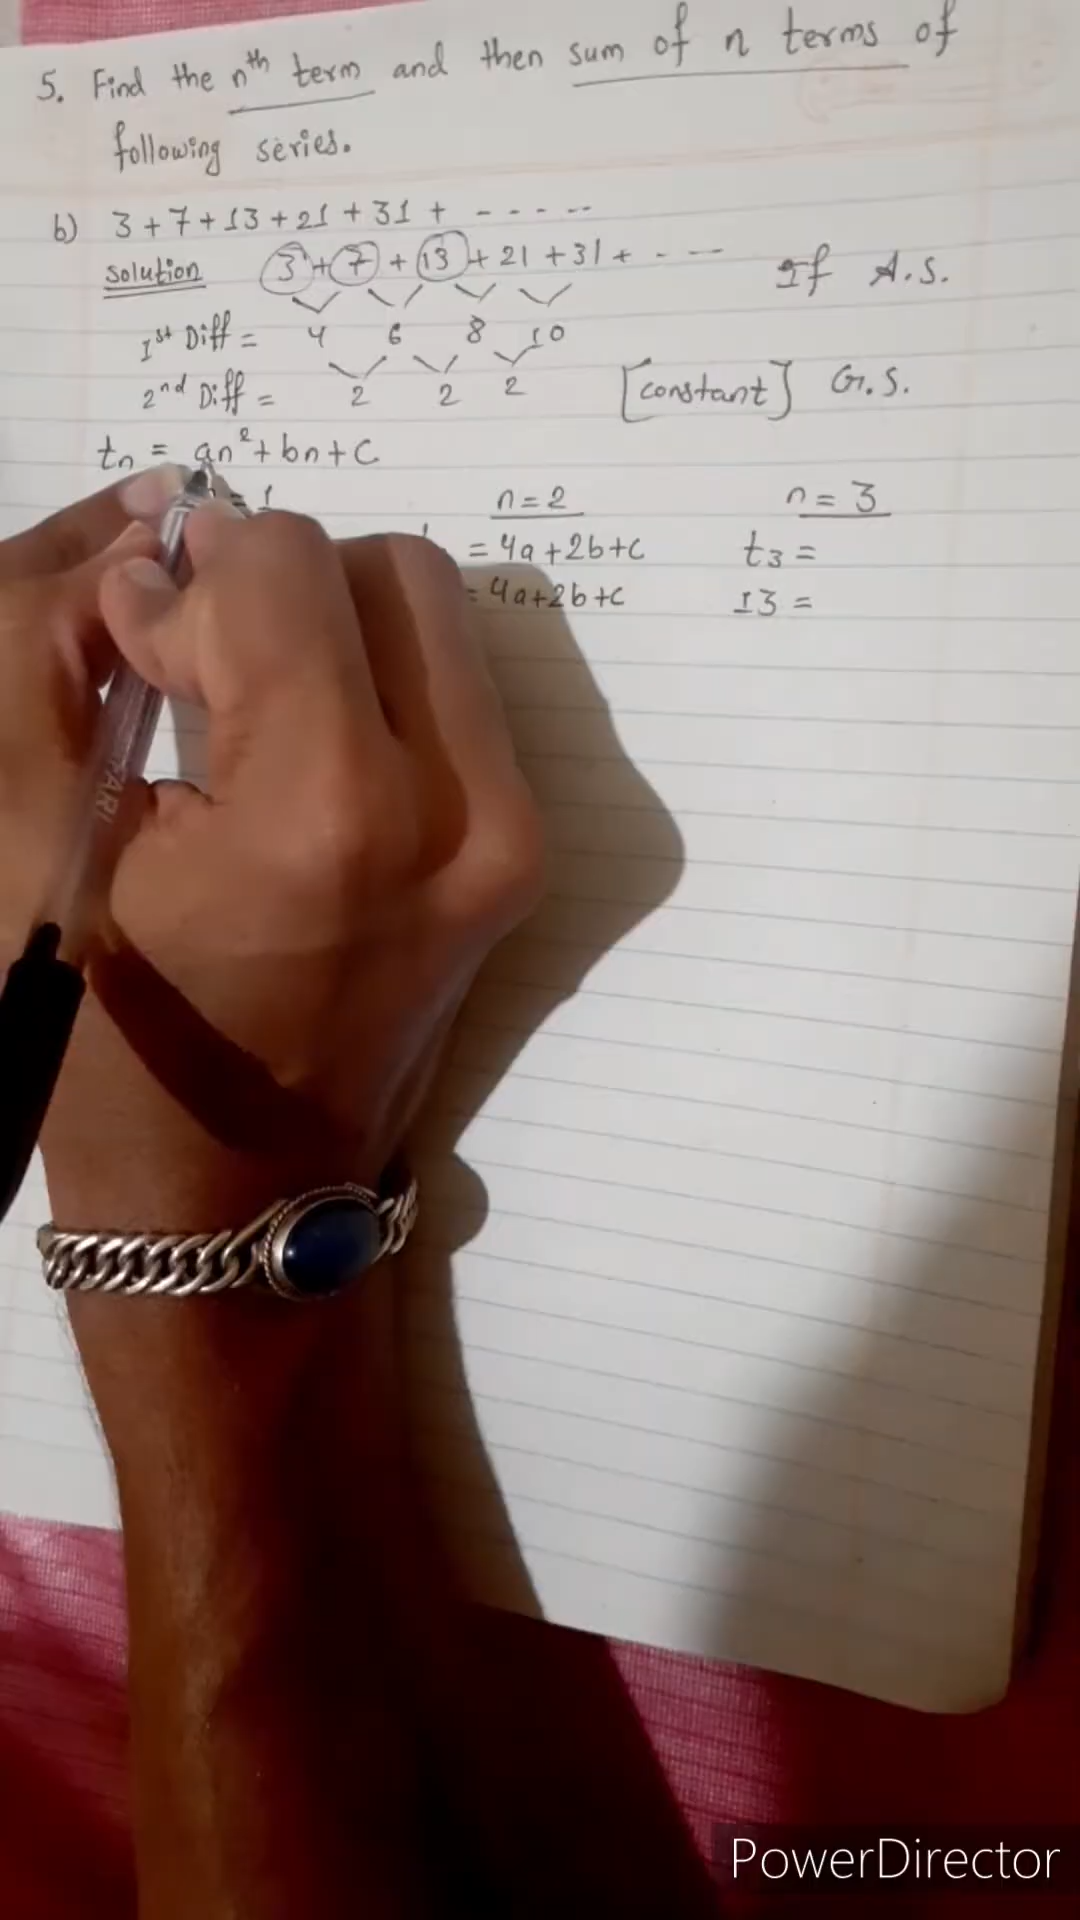 5. Find the nth term and then sum of n terms of
following series.
b) 3+7+13+21+31+ -----
Solution 3+7+13+21+31+ - --
If A.S.
1st Diff = 4 6 8 10
2nd Diff = 2 2 2 [constant] G.S.
tn = an²+bn+c
= 1 n=2 n=3
= 4a+2b+c t3 =
= 4a+2b+c 13 =
PowerDirector